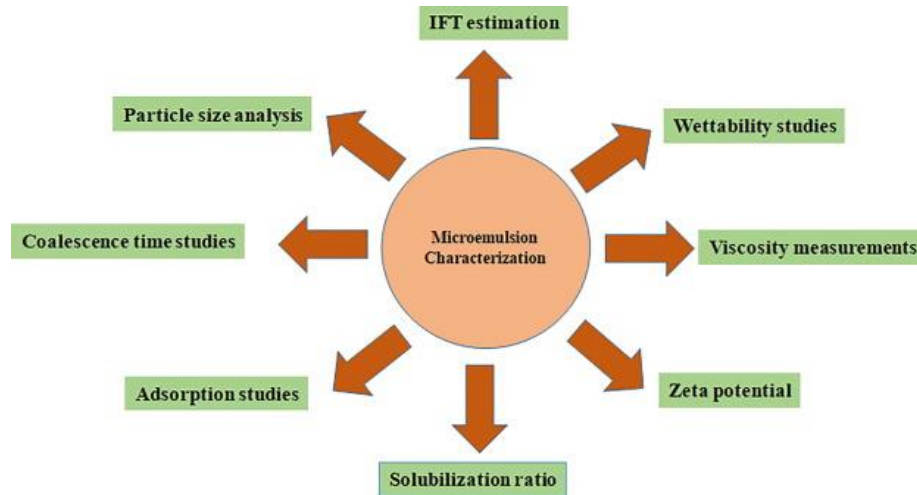 IFT estimation
Particle size analysis
Wettability studies
Coalescence time studies
Microemulsion
Characterization
Viscosity measurements
Adsorption studies
Zeta potential
Solubilization ratio